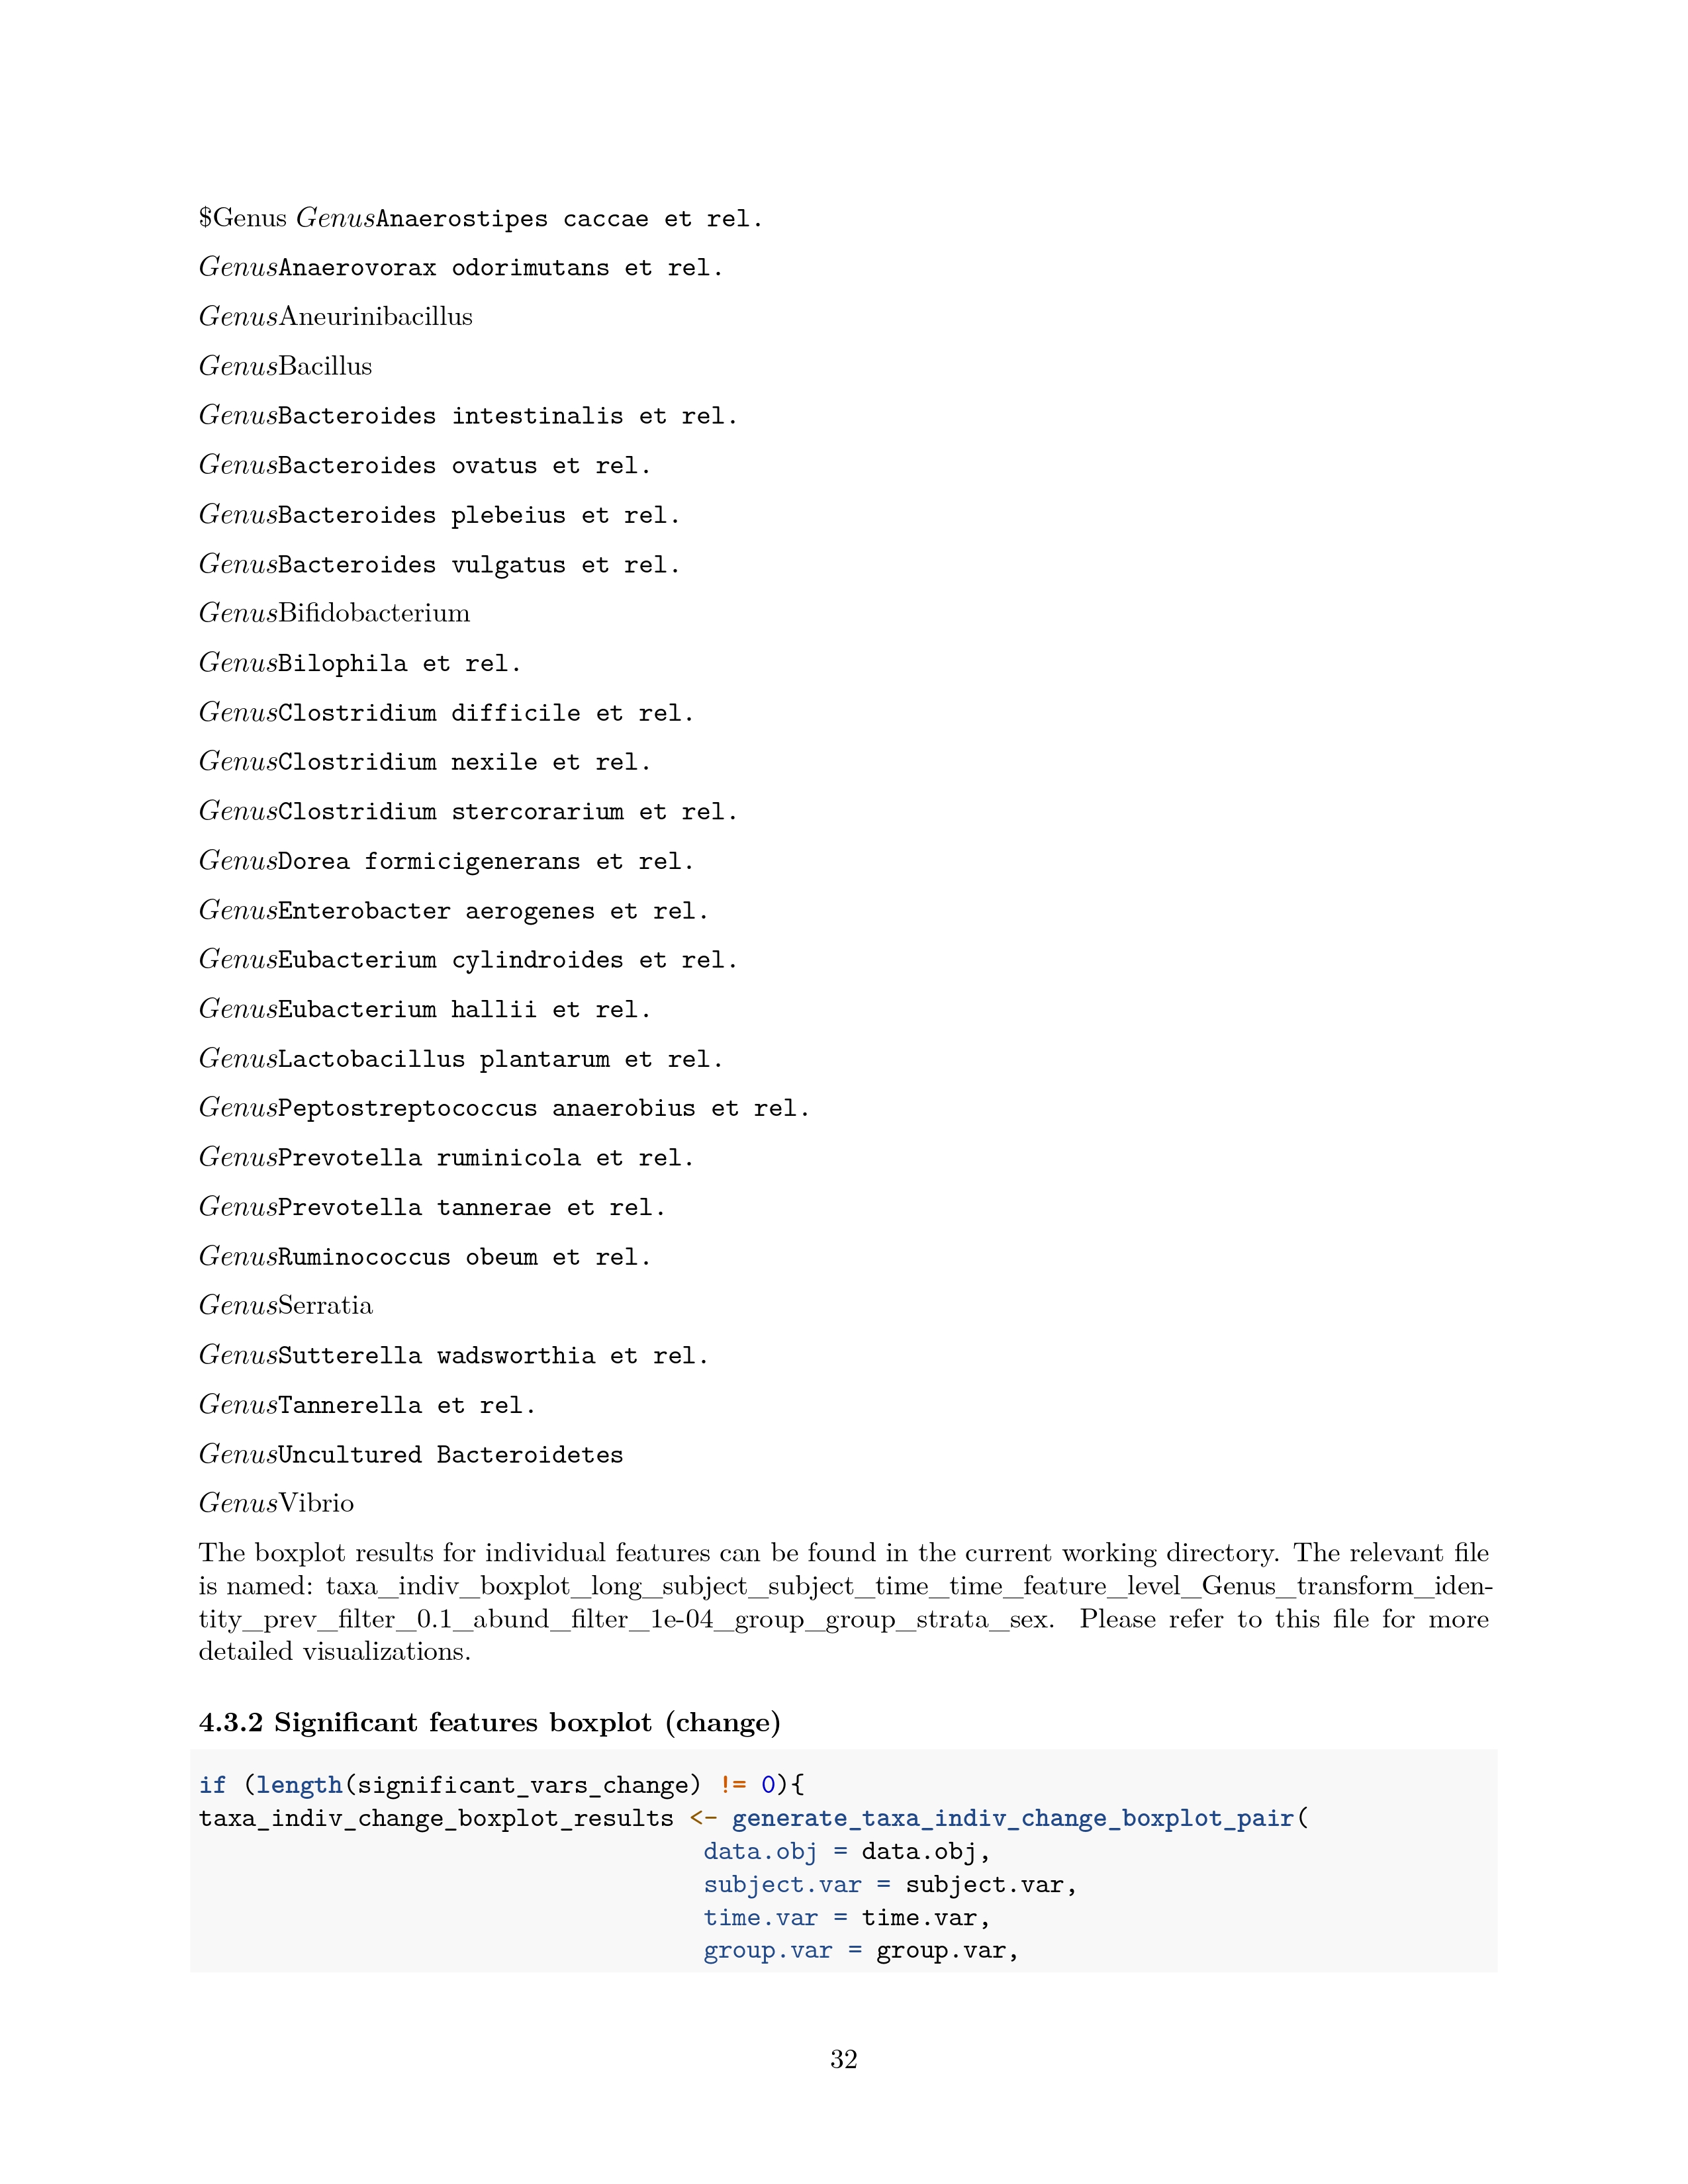 $Genus GenusAnaerostipes caccae et rel.
GenusAnaerovorax odorimutans et rel.
GenusAneurinibacillus
GenusBacillus
GenusBacteroides intestinalis et rel.
GenusBacteroides ovatus et rel.
GenusBacteroides plebeius et rel.
GenusBacteroides vulgatus et rel.
GenusBifidobacterium
GenusBilophila et rel.
GenusClostridium difficile et rel.
GenusClostridium nexile et rel.
GenusClostridium stercorarium et rel.
GenusDorea formicigenerans et rel.
GenusEnterobacter aerogenes et rel.
GenusEubacterium cylindroides et rel.
GenusEubacterium hallii et rel.
GenusLactobacillus plantarum et rel.
GenusPeptostreptococcus anaerobius et rel.
GenusPrevotella ruminicola et rel.
GenusPrevotella tannerae et rel.
GenusRuminococcus obeum et rel.
GenusSerratia
GenusSutterella wadsworthia et rel.
GenusTannerella et rel.
GenusUncultured Bacteroidetes
GenusVibrio
The boxplot results for individual features can be found in the current working directory. The relevant file
is named: taxa_indiv_boxplot_long_subject_subject_time_time_feature_level_Genus_transform_iden-
tity_prev_filter_0.1_abund_filter_1e-04_group_group_strata_sex. Please refer to this file for more
detailed visualizations.
4.3.2 Significant features boxplot (change)
if (length(significant_vars_change) != 0){
taxa_indiv_change_boxplot_results <- generate_taxa_indiv_change_boxplot_pair(
data.obj = data.obj,
subject.var = subject.var,
time.var = time.var,
group.var = group.var,
32